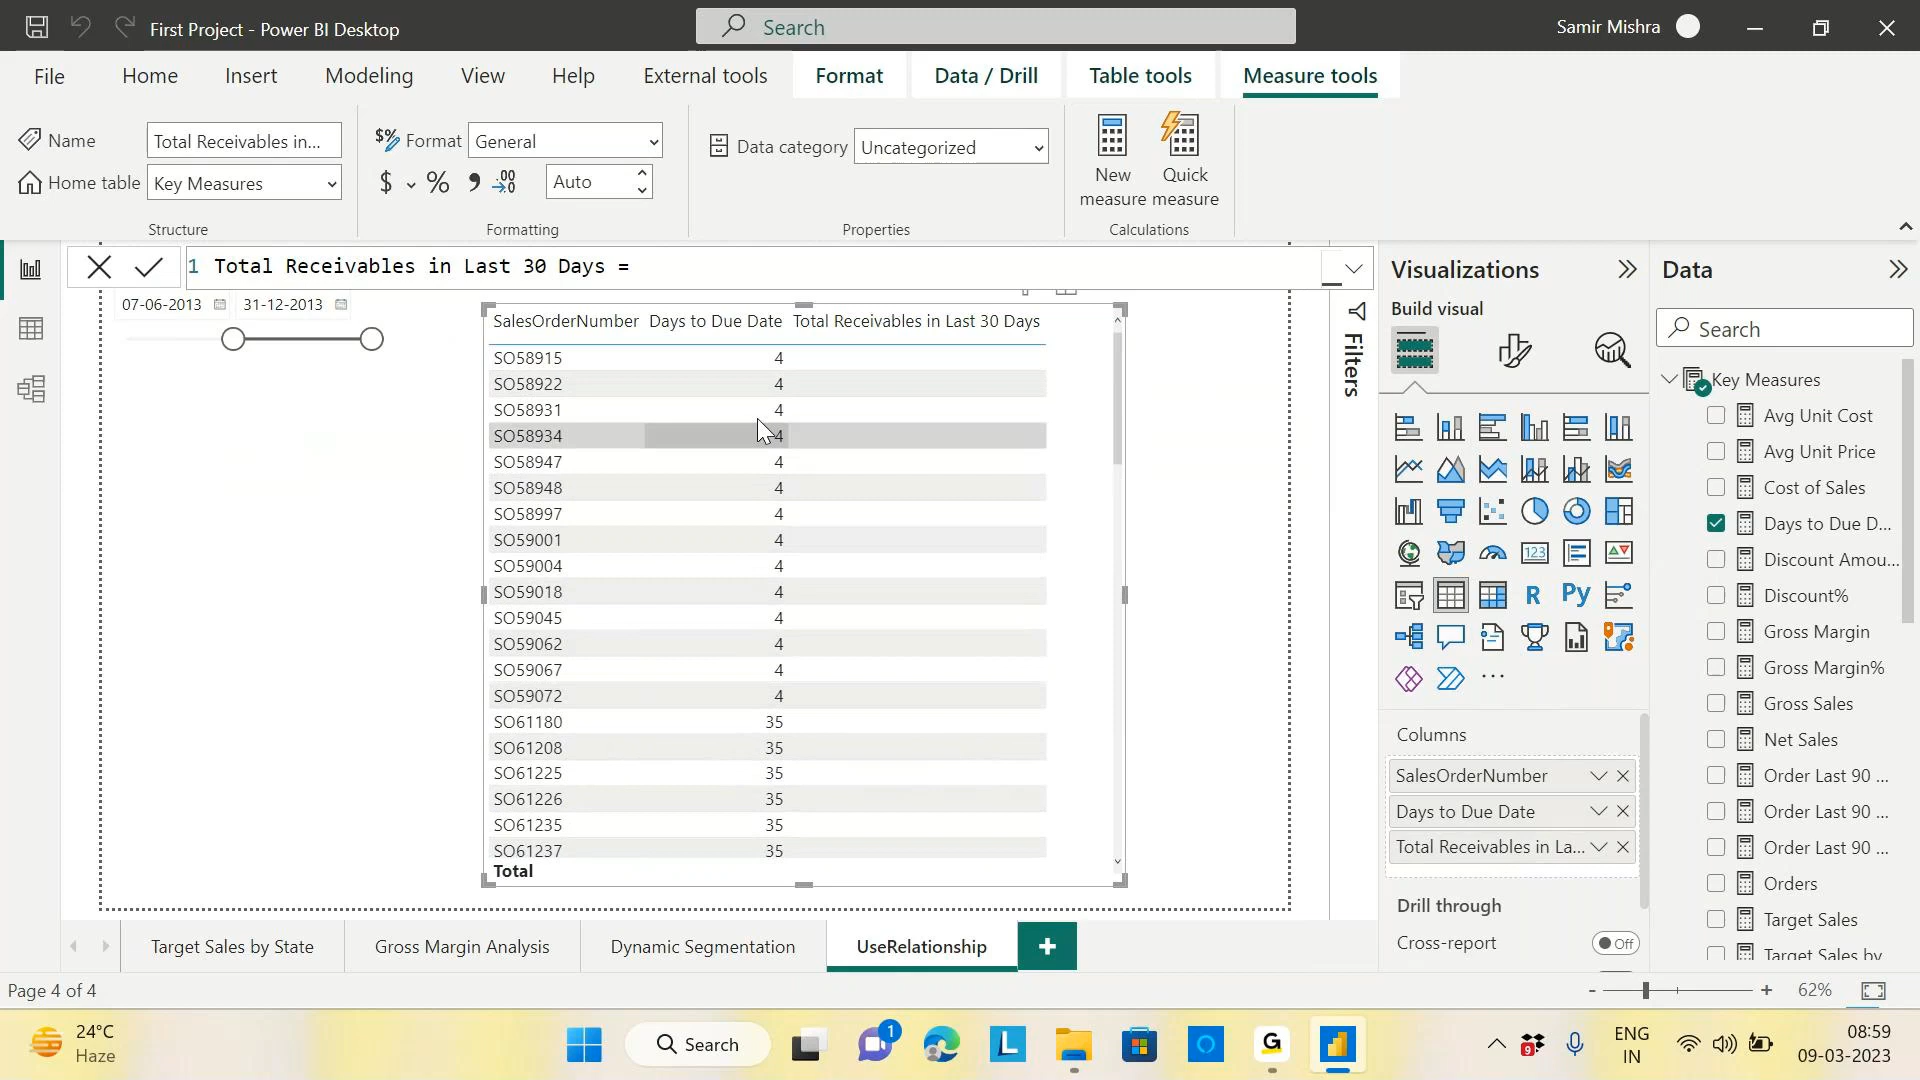 First Project - Power BI Desktop
Search
Samir Mishra
File
Home
Insert
Modeling
View
Help
External tools
Format
Data / Drill
Table tools
Measure tools
Name
Total Receivables in...
Home table
Key Measures
Structure
$% Format
General
$ % 9 .00
Auto
Formatting
Data category
Uncategorized
Properties
New measure
Quick measure
Calculations
1 Total Receivables in Last 30 Days =
07-06-2013
31-12-2013
SalesOrderNumber Days to Due Date Total Receivables in Last 30 Days
SO58915 4
SO58922 4
SO58931 4
SO58934 4
SO58947 4
SO58948 4
SO58997 4
SO59001 4
SO59004 4
SO59018 4
SO59045 4
SO59062 4
SO59067 4
SO59072 4
SO61180 35
SO61208 35
SO61225 35
SO61226 35
SO61235 35
SO61237 35
Total
Filters
Visualizations
Build visual
123
R
Py
...
Columns
SalesOrderNumber
Days to Due Date
Total Receivables in La...
Drill through
Cross-report
Off
Data
Search
Key Measures
Avg Unit Cost
Avg Unit Price
Cost of Sales
Days to Due D...
Discount Amou...
Discount%
Gross Margin
Gross Margin%
Gross Sales
Net Sales
Order Last 90 ...
Order Last 90 ...
Order Last 90 ...
Orders
Target Sales
Target Sales by
Target Sales by State
Gross Margin Analysis
Dynamic Segmentation
UseRelationship
+
Page 4 of 4
- + 62%
24°C
Haze
Search
1
L
G
9
ENG
IN
08:59
09-03-2023